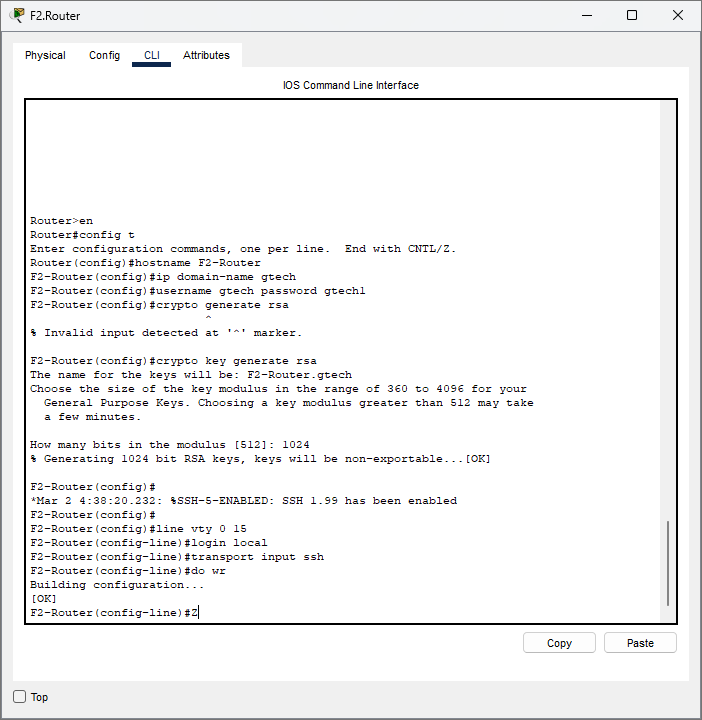 F2.Router
Physical Config CLI Attributes
IOS Command Line Interface
Router>en
Router#config t
Enter configuration commands, one per line.  End with CNTL/Z.
Router(config)#hostname F2-Router
F2-Router(config)#ip domain-name gtech
F2-Router(config)#username gtech password gtech1
F2-Router(config)#crypto generate rsa
^
% Invalid input detected at '^' marker.
F2-Router(config)#crypto key generate rsa
The name for the keys will be: F2-Router.gtech
Choose the size of the key modulus in the range of 360 to 4096 for your
General Purpose Keys. Choosing a key modulus greater than 512 may take
a few minutes.
How many bits in the modulus [512]: 1024
% Generating 1024 bit RSA keys, keys will be non-exportable...[OK]
F2-Router(config)#
*Mar 2 4:38:20.232: %SSH-5-ENABLED: SSH 1.99 has been enabled
F2-Router(config)#
F2-Router(config)#line vty 0 15
F2-Router(config-line)#login local
F2-Router(config-line)#transport input ssh
F2-Router(config-line)#do wr
Building configuration...
[OK]
F2-Router(config-line)#Z
Copy Paste
Top